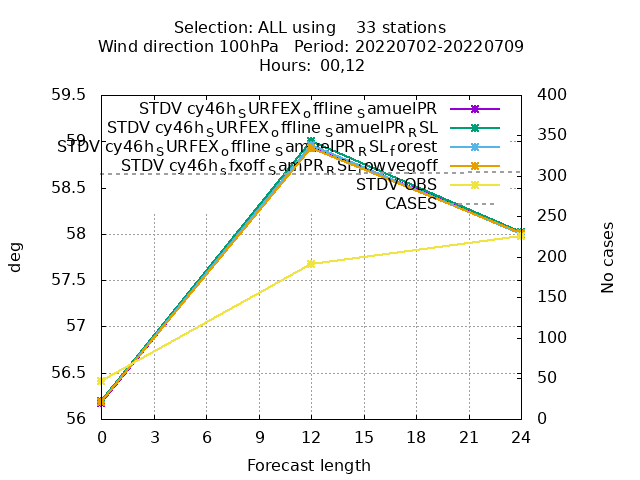 Selection: ALL using    33 stations
Wind direction 100hPa   Period: 20220702-20220709
Hours:  00,12
59.5
59
58.5
58
57.5
57
56.5
56
400
350
300
250
200
150
100
50
0
STDV cy46h_SURFEX_offline_SamuelPR
STDV cy46h_SURFEX_offline_SamuelPR_RSL
STDV cy46h_SURFEX_offline_SamuelPR_RSL_forest
STDV cy46h_sfxoff_SamPR_RSL_lowvegoff
STDV OBS
CASES
deg
No cases
0 3 6 9 12 15 18 21 24
Forecast length